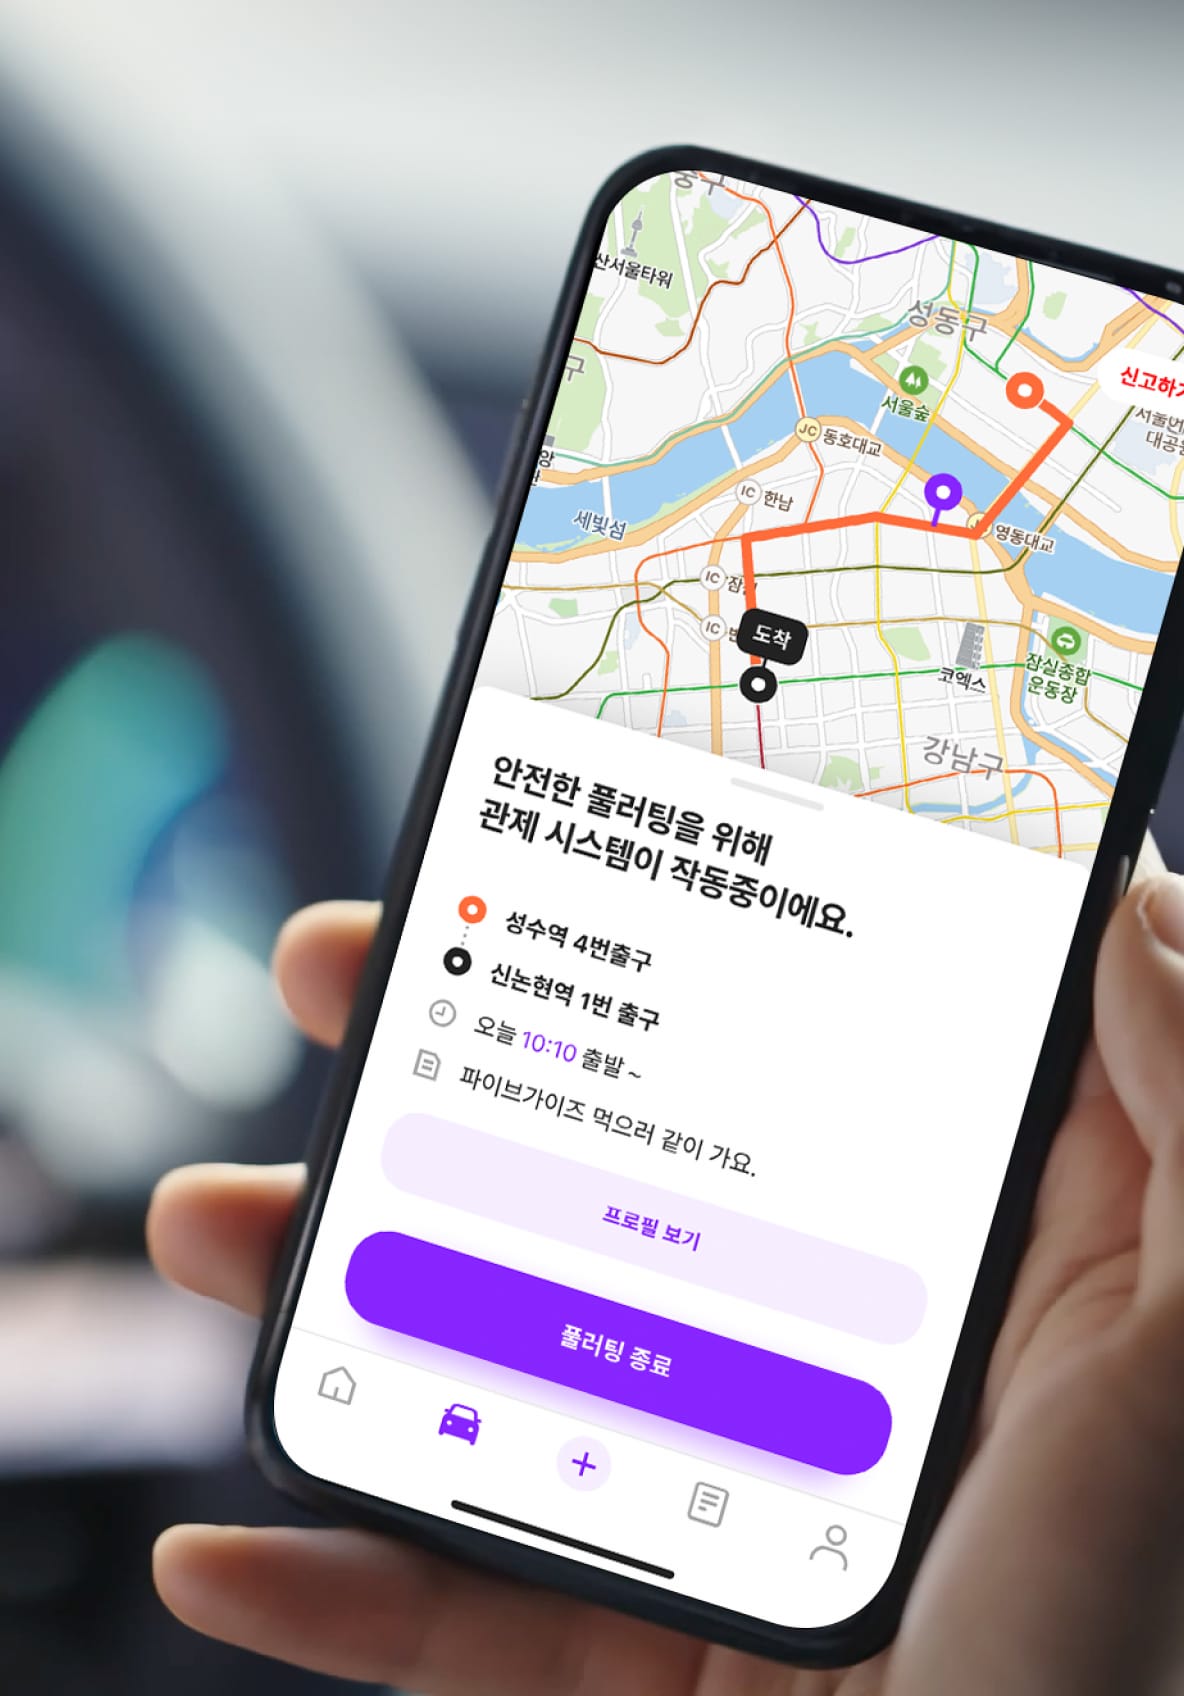 중구
산서울타워
성동구
구
서울숲
신고하기
대공원
JC 동호대교
IC 한남
세빛섬
영동대교
IC
IC
도착
코엑스
잠실종합
운동장
강남구
안전한 풀러팅을 위해
관제 시스템이 작동중이에요.
성수역 4번출구
신논현역 1번 출구
오늘 10:10 출발 ~
파이브가이즈 먹으러 같이 가요.
프로필 보기
풀러팅 종료